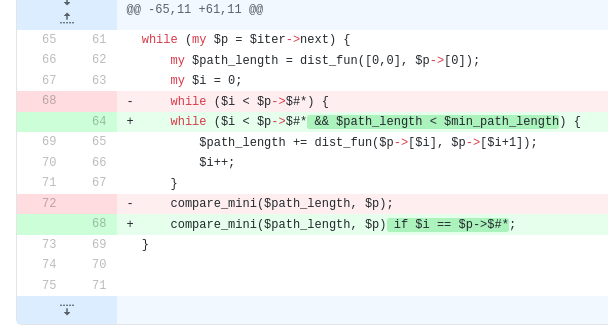 @@ -65,11 +61,11 @@
65 61 while (my $p = $iter->next) {
66 62 my $path_length = dist_fun([0,0], $p->[0]);
67 63 my $i = 0;
68 - while ($i < $p->$#*) {
64 + while ($i < $p->$#* && $path_length < $min_path_length) {
69 65 $path_length += dist_fun($p->[$i], $p->[$i+1]);
70 66 $i++;
71 67 }
72 - compare_mini($path_length, $p);
68 + compare_mini($path_length, $p) if $i == $p->$#*;
73 69 }
74 70
75 71